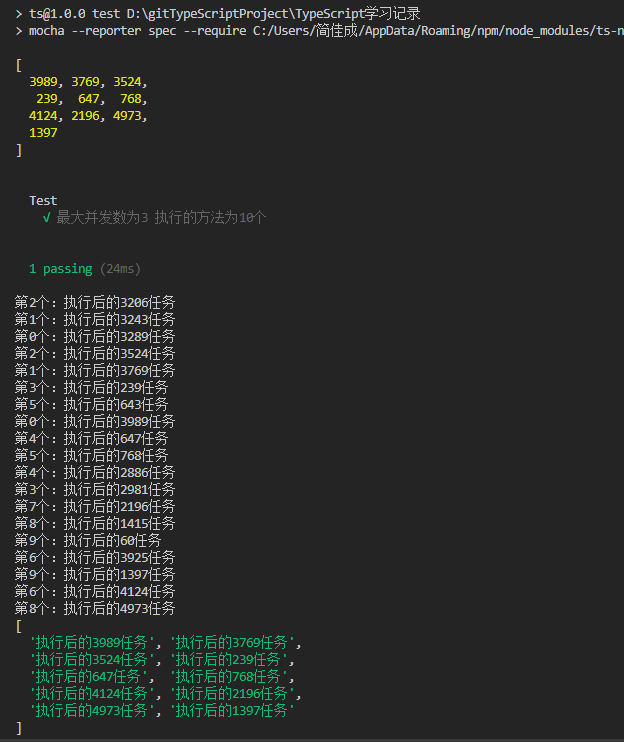 > ts@1.0.0 test D:\gitTypeScriptProject\TypeScript学习记录
> mocha --reporter spec --require C:/Users/简佳成/AppData/Roaming/npm/node_modules/ts-n
[
3989, 3769, 3524,
239, 647, 768,
4124, 2196, 4973,
1397
]
Test
√ 最大并发数为3 执行的方法为10个
1 passing (24ms)
第2个：执行后的3206任务
第1个：执行后的3243任务
第0个：执行后的3289任务
第2个：执行后的3524任务
第1个：执行后的3769任务
第3个：执行后的239任务
第5个：执行后的643任务
第0个：执行后的3989任务
第4个：执行后的647任务
第5个：执行后的768任务
第4个：执行后的2886任务
第3个：执行后的2981任务
第7个：执行后的2196任务
第8个：执行后的1415任务
第9个：执行后的60任务
第6个：执行后的3925任务
第9个：执行后的1397任务
第6个：执行后的4124任务
第8个：执行后的4973任务
[
'执行后的3989任务', '执行后的3769任务',
'执行后的3524任务', '执行后的239任务',
'执行后的647任务', '执行后的768任务',
'执行后的4124任务', '执行后的2196任务',
'执行后的4973任务', '执行后的1397任务'
]